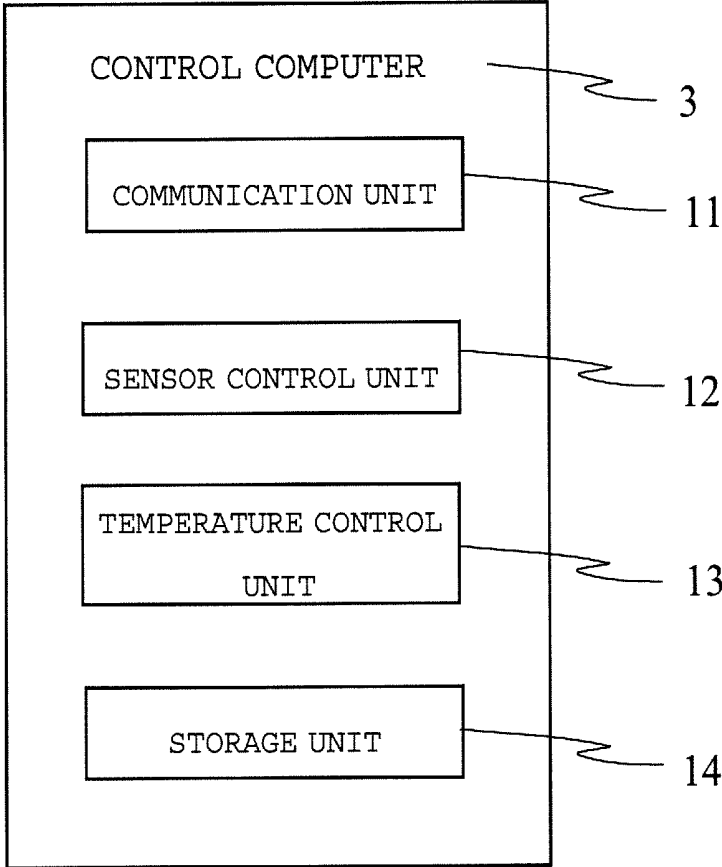 CONTROL COMPUTER
3
COMMUNICATION UNIT
11
SENSOR CONTROL UNIT
12
TEMPERATURE CONTROL
UNIT
13
STORAGE UNIT
14